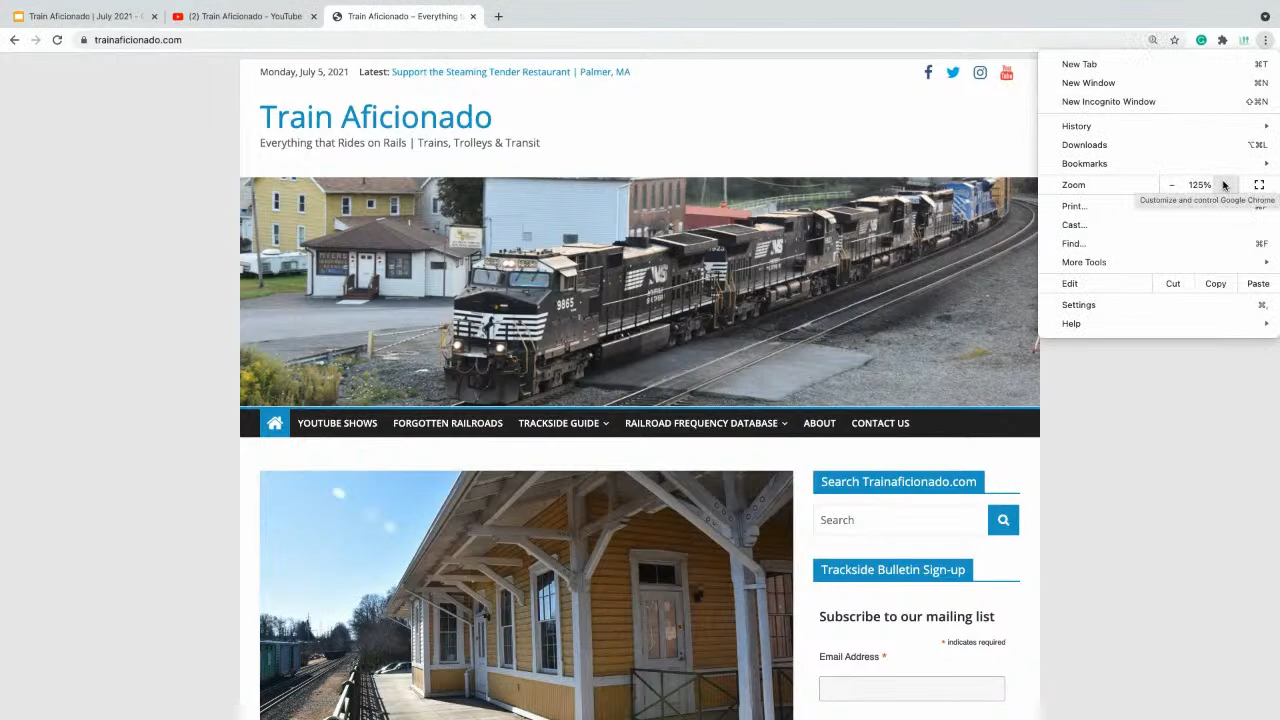 Train Aficionado | July 2021 -
(2) Train Aficionado - YouTube
Train Aficionado – Everything t
trainaficionado.com
Monday, July 5, 2021 Latest: Support the Steaming Tender Restaurant | Palmer, MA
You
Tube
Train Aficionado
Everything that Rides on Rails | Trains, Trolleys & Transit
NS
9865
YOUTUBE SHOWS FORGOTTEN RAILROADS TRACKSIDE GUIDE RAILROAD FREQUENCY DATABASE ABOUT CONTACT US
Search Trainaficionado.com
Search
Trackside Bulletin Sign-up
Subscribe to our mailing list
* indicates required
Email Address *
New Tab ⌘T
New Window ⌘N
New Incognito Window ⇧⌘N
History
Downloads ⌥⌘L
Bookmarks
Zoom − 125%
Customize and control Google Chrome
Print...
Cast...
Find... ⌘F
More Tools
Edit Cut Copy Paste
Settings ⌘,
Help